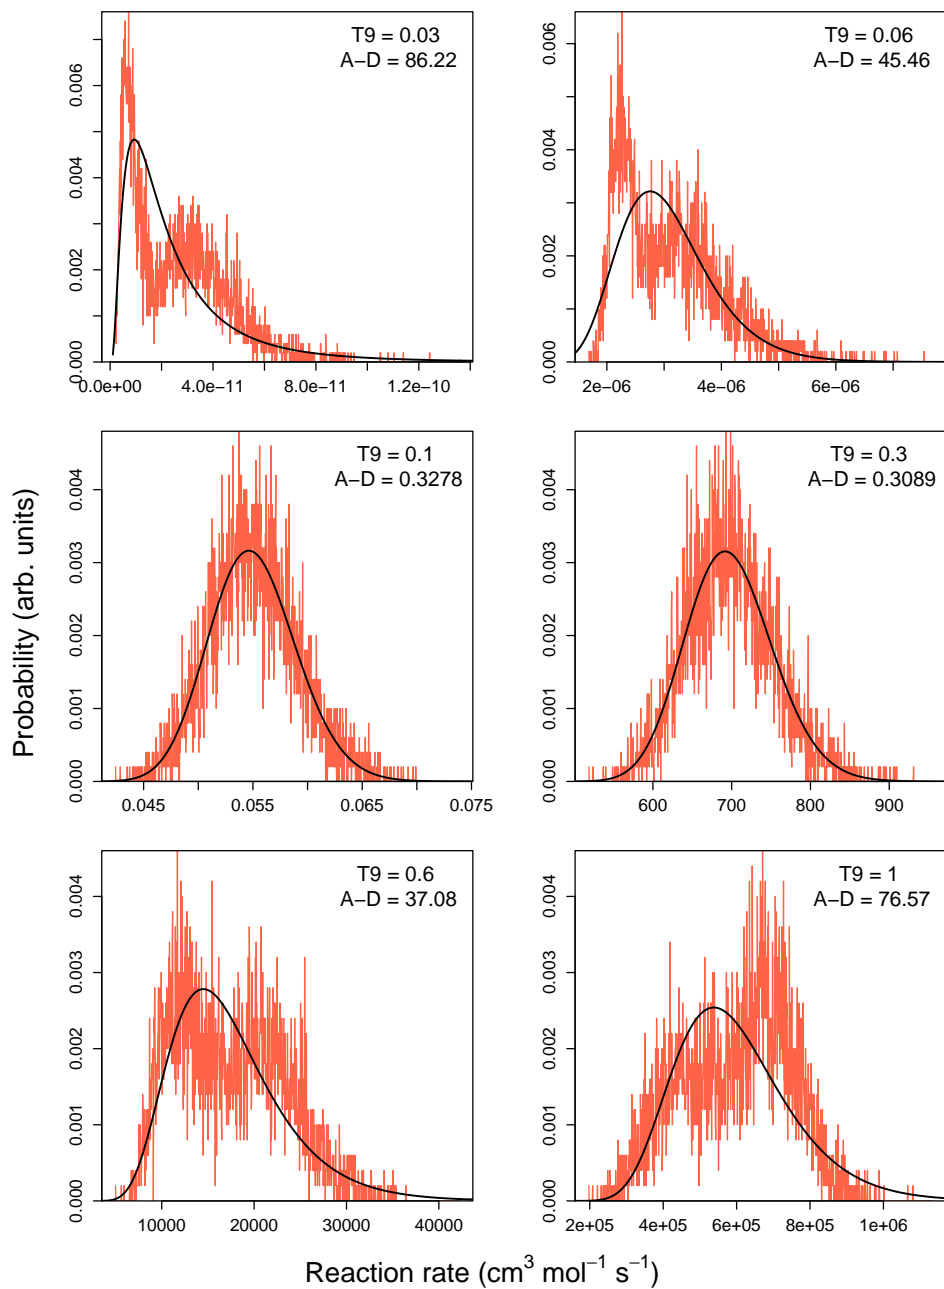 T9 = 0.03
A−D = 86.22
0.000
0.002
0.004
0.006
0.0e+00
4.0e−11
8.0e−11
1.2e−10
T9 = 0.06
A−D = 45.46
0.000
0.002
0.004
0.006
2e−06
4e−06
6e−06
T9 = 0.1
A−D = 0.3278
0.000
0.001
0.002
0.003
0.004
0.045
0.055
0.065
0.075
T9 = 0.3
A−D = 0.3089
0.000
0.001
0.002
0.003
0.004
600
700
800
900
T9 = 0.6
A−D = 37.08
0.000
0.001
0.002
0.003
0.004
10000
20000
30000
40000
T9 = 1
A−D = 76.57
0.000
0.001
0.002
0.003
0.004
2e+05
4e+05
6e+05
8e+05
1e+06
Probability (arb. units)
Reaction rate (cm³ mol⁻¹ s⁻¹)